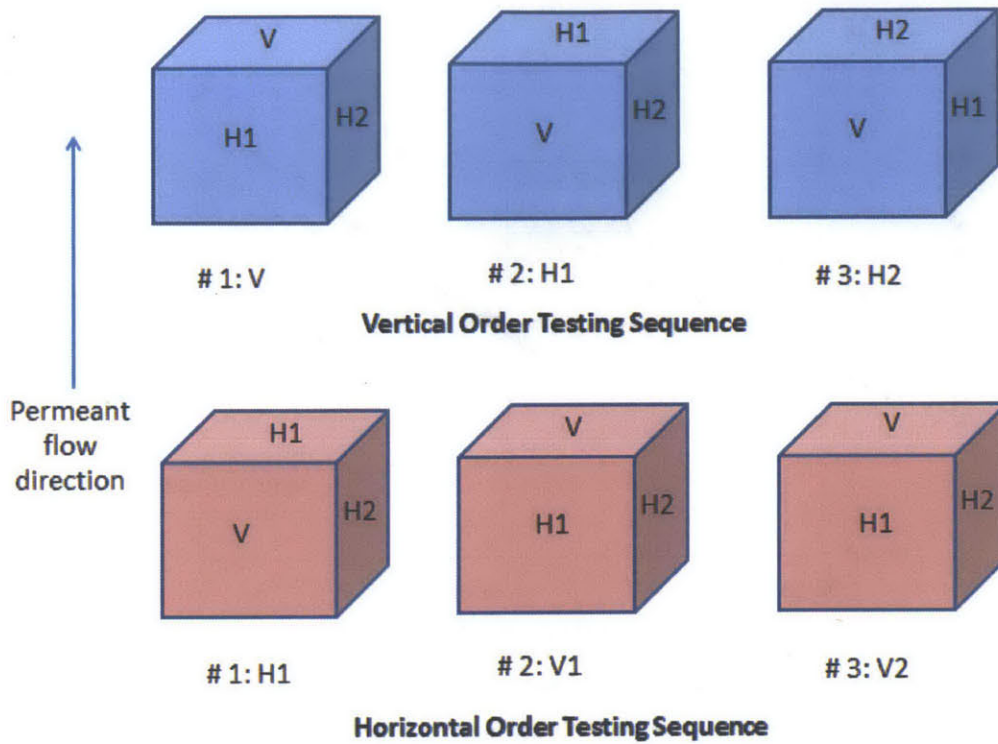 V
H1
H2
H1
V
H2
H2
V
H1
# 1: V
# 2: H1
# 3: H2
Vertical Order Testing Sequence
Permeant
flow
direction
H1
V
H2
V
H1
H2
V
H1
H2
# 1: H1
# 2: V1
# 3: V2
Horizontal Order Testing Sequence